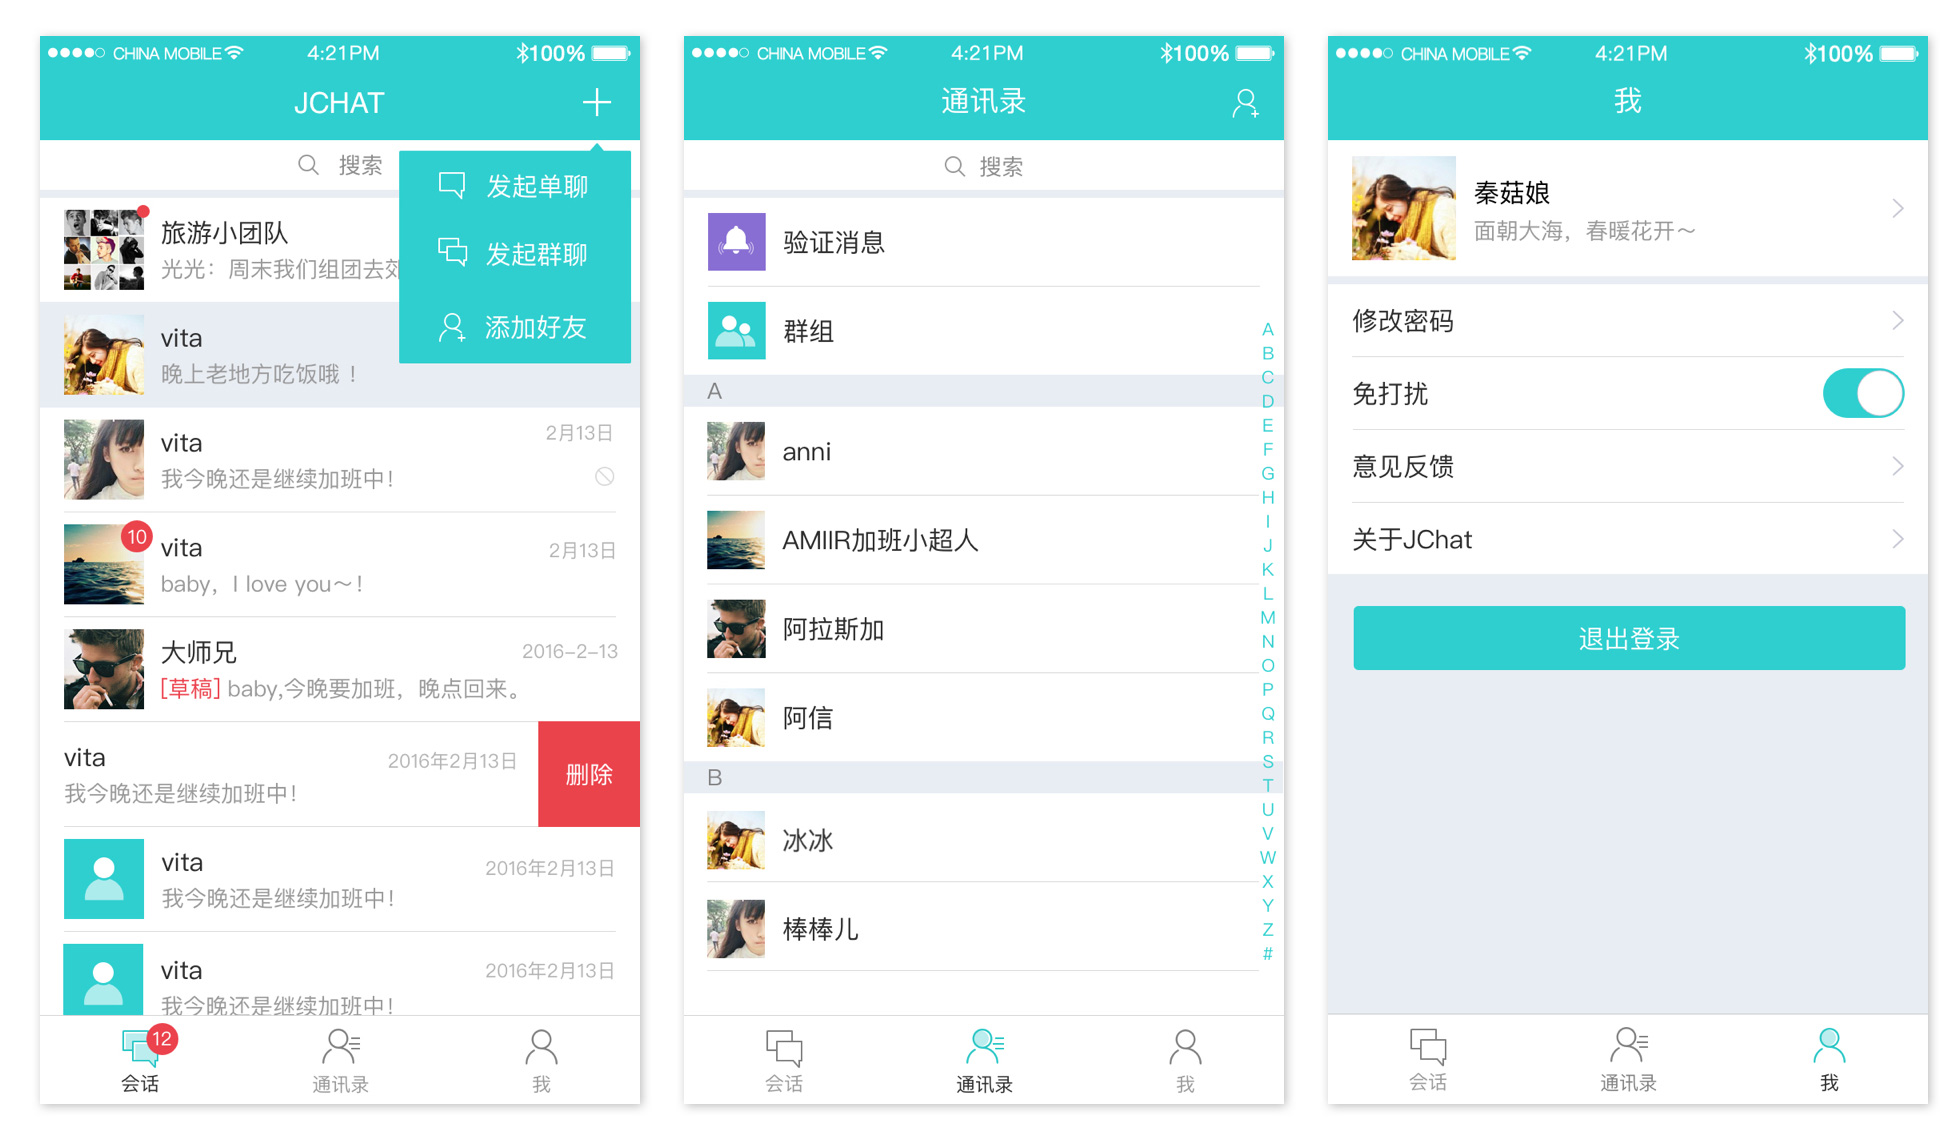 CHINA MOBILE 4:21PM 100%
JCHAT
搜索
发起单聊
发起群聊
添加好友
旅游小团队
光光：周末我们组团去郊
vita
晚上老地方吃饭哦！
vita 2月13日
我今晚还是继续加班中!
10
vita 2月13日
baby，I love you～!
大师兄 2016-2-13
[草稿] baby,今晚要加班，晚点回来。
vita 2016年2月13日
我今晚还是继续加班中!
删除
vita 2016年2月13日
我今晚还是继续加班中!
vita 2016年2月13日
我今晚还是继续加班中!
12
会话 通讯录 我
CHINA MOBILE 4:21PM 100%
通讯录
搜索
验证消息
群组
A
anni
AMIIR加班小超人
阿拉斯加
阿信
B
冰冰
棒棒儿
A
B
C
D
E
F
G
H
I
J
K
L
M
N
O
P
Q
R
S
T
U
V
W
X
Y
Z
#
会话 通讯录 我
CHINA MOBILE 4:21PM 100%
我
秦菇娘
面朝大海，春暖花开～
修改密码
免打扰
意见反馈
关于JChat
退出登录
会话 通讯录 我